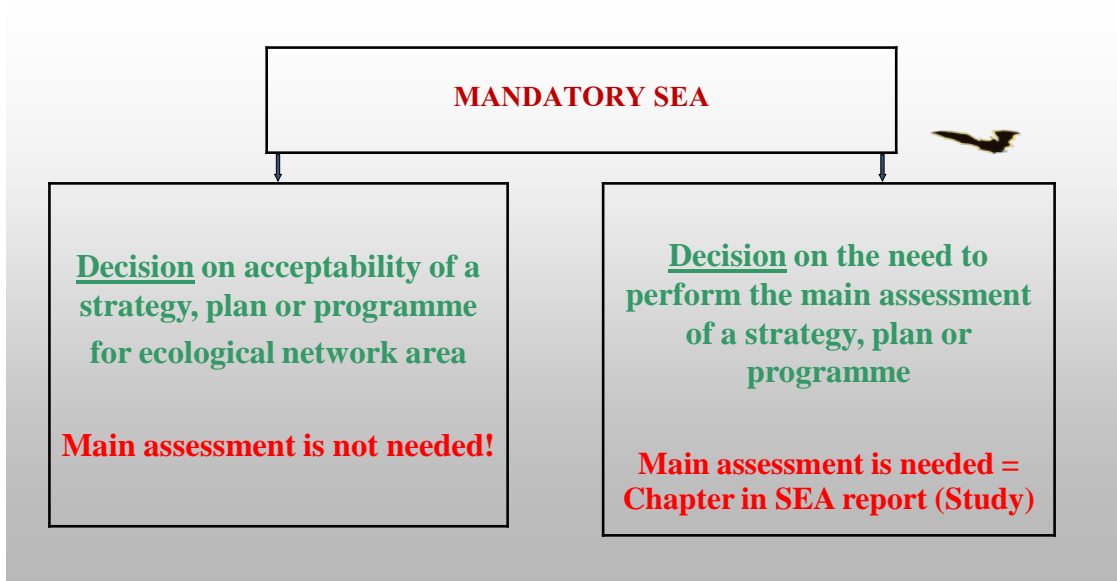 MANDATORY SEA
Decision on acceptability of a
strategy, plan or programme
for ecological network area
Main assessment is not needed!
Decision on the need to
perform the main assessment
of a strategy, plan or
programme
Main assessment is needed =
Chapter in SEA report (Study)